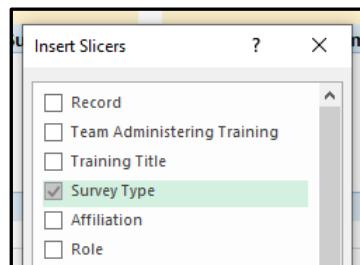 Insert Slicers ? ×
Record
Team Administering Training
Training Title
Survey Type
Affiliation
Role